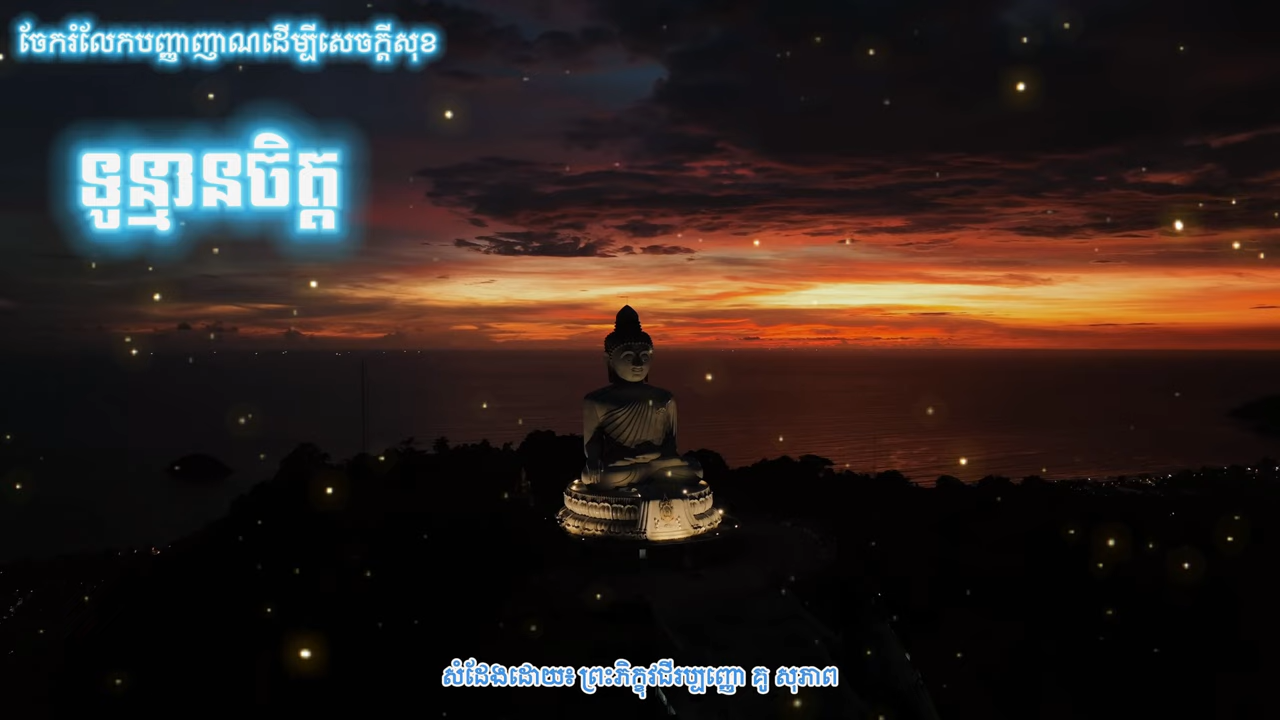 ចែករំលែកបញ្ញាញាណដើម្បីសេចក្ដីសុខ
ទូន្មានចិត្ត
សំដែងដោយ៖ ព្រះភិក្ខុវជីរប្បញ្ញោ គូ សុភាព